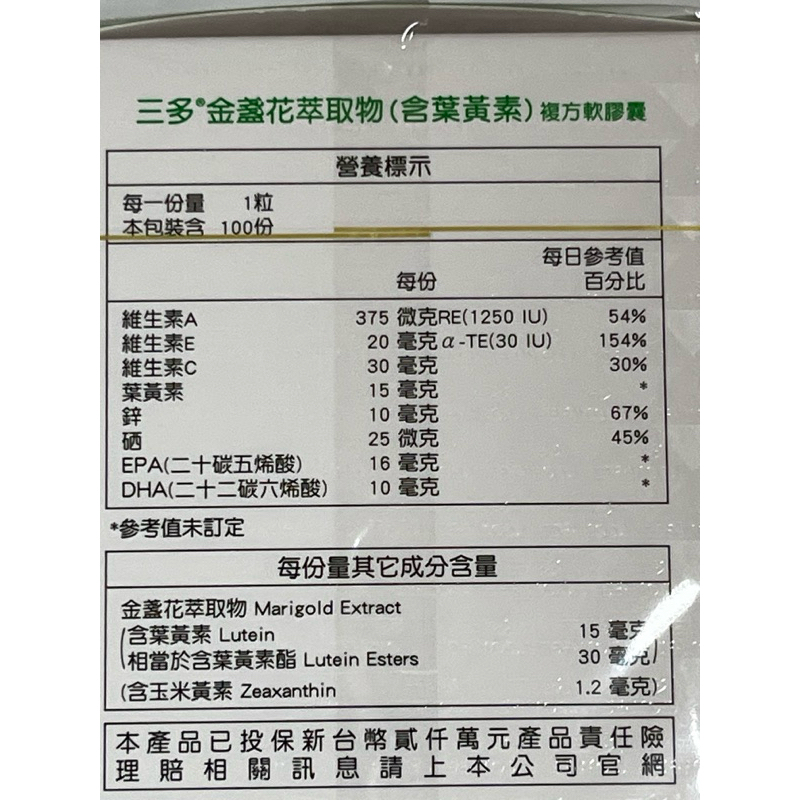 三多®金盞花萃取物(含葉黃素)複方軟膠囊
營養標示
每一份量 1粒
本包裝含 100份
每份 每日參考值百分比
維生素A 375 微克RE(1250 IU) 54%
維生素E 20 毫克α-TE(30 IU) 154%
維生素C 30 毫克 30%
葉黃素 15 毫克 *
鋅 10 毫克 67%
硒 25 微克 45%
EPA(二十碳五烯酸) 16 毫克 *
DHA(二十二碳六烯酸) 10 毫克 *
*參考值未訂定
每份量其它成分含量
金盞花萃取物 Marigold Extract
(含葉黃素 Lutein 15 毫克
相當於含葉黃素酯 Lutein Esters 30 毫克)
(含玉米黃素 Zeaxanthin 1.2 毫克)
本產品已投保新台幣貳仟萬元產品責任險
理賠相關訊息請上本公司官網